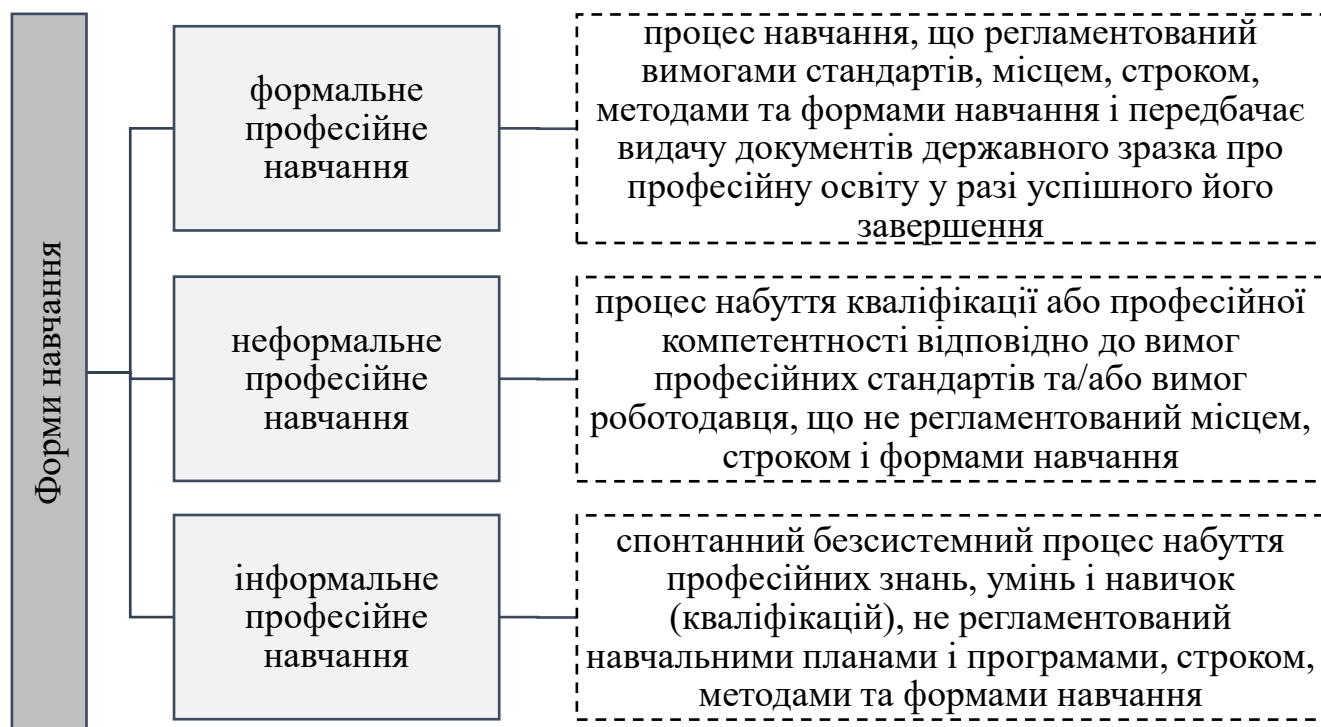 Форми навчання
формальне
професійне
навчання
процес навчання, що регламентований
вимогами стандартів, місцем, строком,
методами та формами навчання і передбачає
видачу документів державного зразка про
професійну освіту у разі успішного його
завершення
неформальне
професійне
навчання
процес набуття кваліфікації або професійної
компетентності відповідно до вимог
професійних стандартів та/або вимог
роботодавця, що не регламентований місцем,
строком і формами навчання
інформальне
професійне
навчання
спонтанний безсистемний процес набуття
професійних знань, умінь і навичок
(кваліфікацій), не регламентований
навчальними планами і програмами, строком,
методами та формами навчання